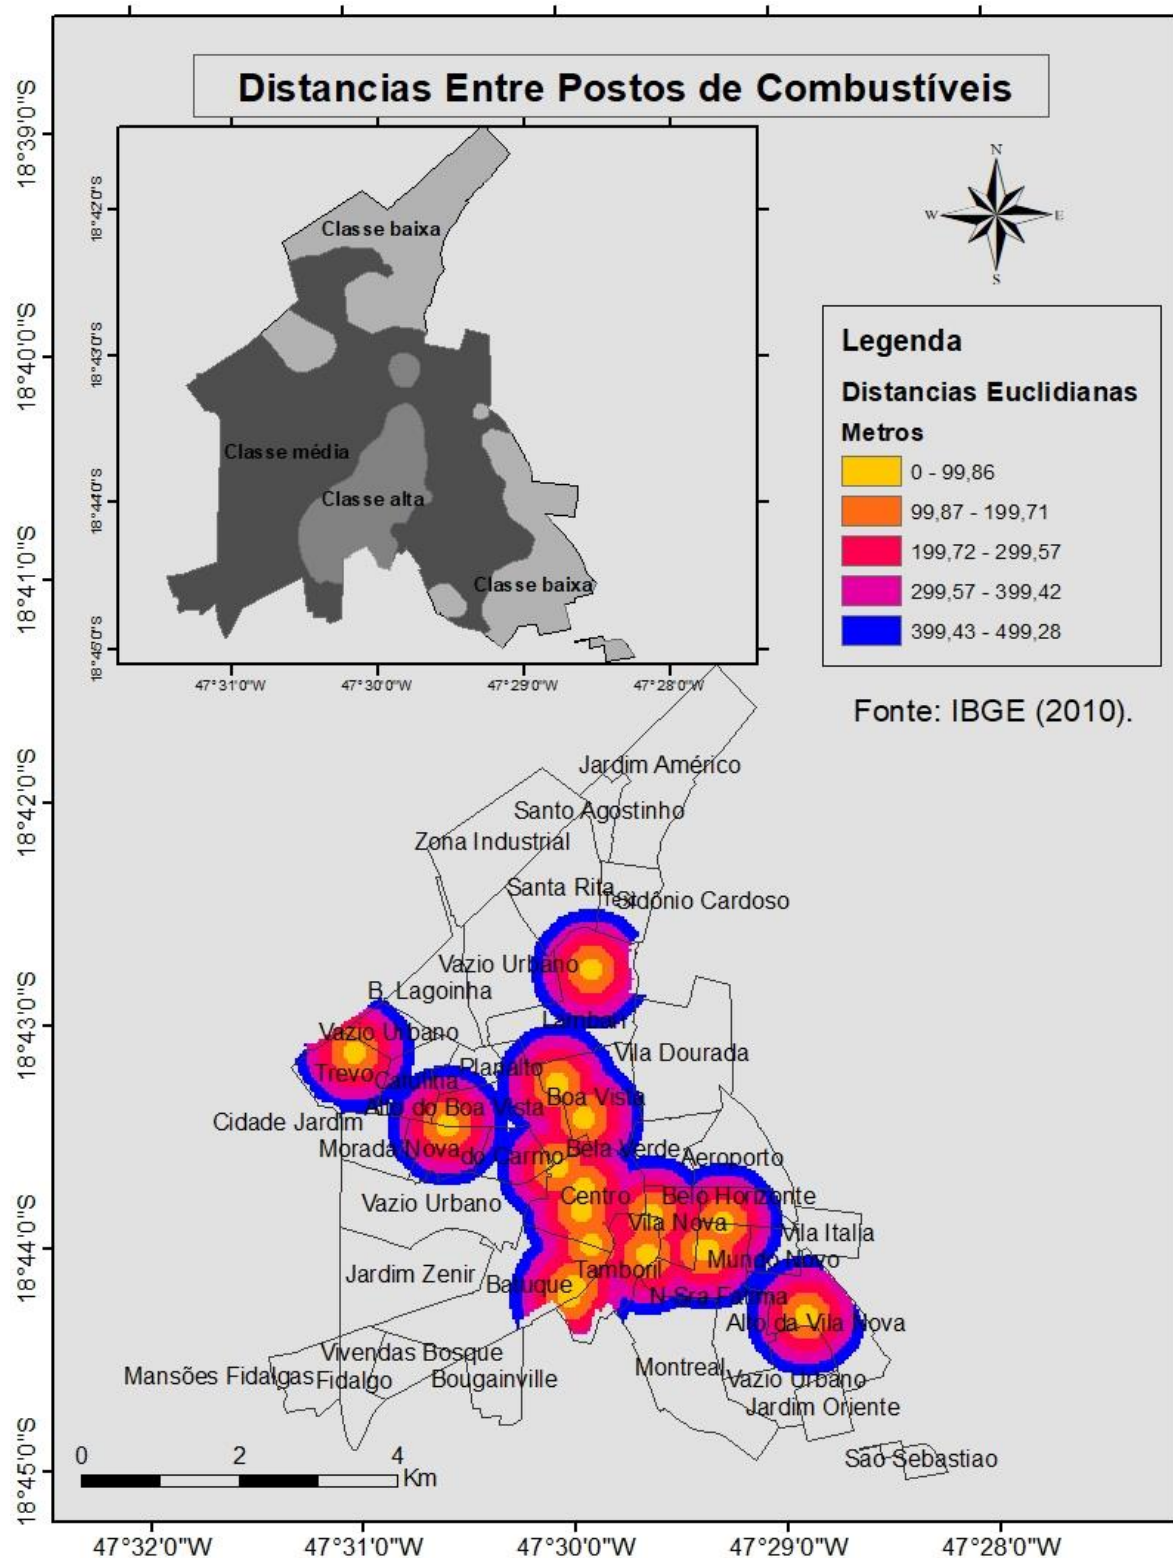 Distancias Entre Postos de Combustíveis
18°39'0"S
18°40'0"S
18°41'0"S
18°42'0"S
18°43'0"S
18°44'0"S
18°45'0"S
18°42'0"S
18°43'0"S
18°44'0"S
18°45'0"S
Classe baixa
Classe média
Classe alta
Classe baixa
47°31'0"W
47°30'0"W
47°29'0"W
47°28'0"W
N
W
E
S
Legenda
Distancias Euclidianas
Metros
0 - 99,86
99,87 - 199,71
199,72 - 299,57
299,57 - 399,42
399,43 - 499,28
Fonte: IBGE (2010).
Jardim Américo
Santo Agostinho
Zona Industrial
Santa Rita
Sidônio Cardoso
Vazio Urbano
B. Lagoinha
Vazio Urbano
Vila Dourada
Planalto
Trevo
Boa Vista
Alto do Boa Vista
Cidade Jardim
Morada Nova
do Carmo
Bela Verde
Aeroporto
Vazio Urbano
Centro
Belo Horizonte
Vila Nova
Vila Italia
Mundo Novo
Jardim Zenir
Batuque
Tamboril
N Sra Fatima
Alto da Vila Nova
Vivendas Bosque
Montreal
Mansões Fidalgas
Fidalgo
Bougainville
Vazio Urbano
Jardim Oriente
São Sebastiao
0
2
4
Km
47°32'0"W
47°31'0"W
47°30'0"W
47°29'0"W
47°28'0"W